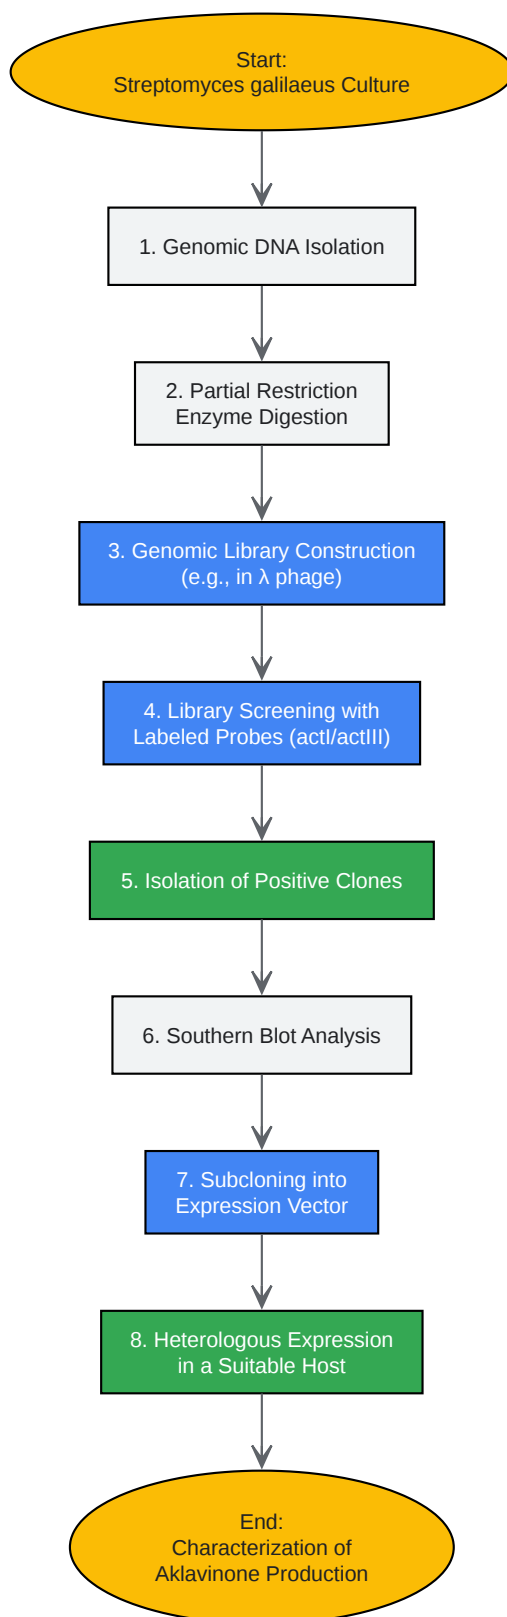 Start:
Streptomyces galilaeus Culture
1. Genomic DNA Isolation
2. Partial Restriction
Enzyme Digestion
3. Genomic Library Construction
(e.g., in λ phage)
4. Library Screening with
Labeled Probes (actI/actIII)
5. Isolation of Positive Clones
6. Southern Blot Analysis
7. Subcloning into
Expression Vector
8. Heterologous Expression
in a Suitable Host
End:
Characterization of
Aklavinone Production